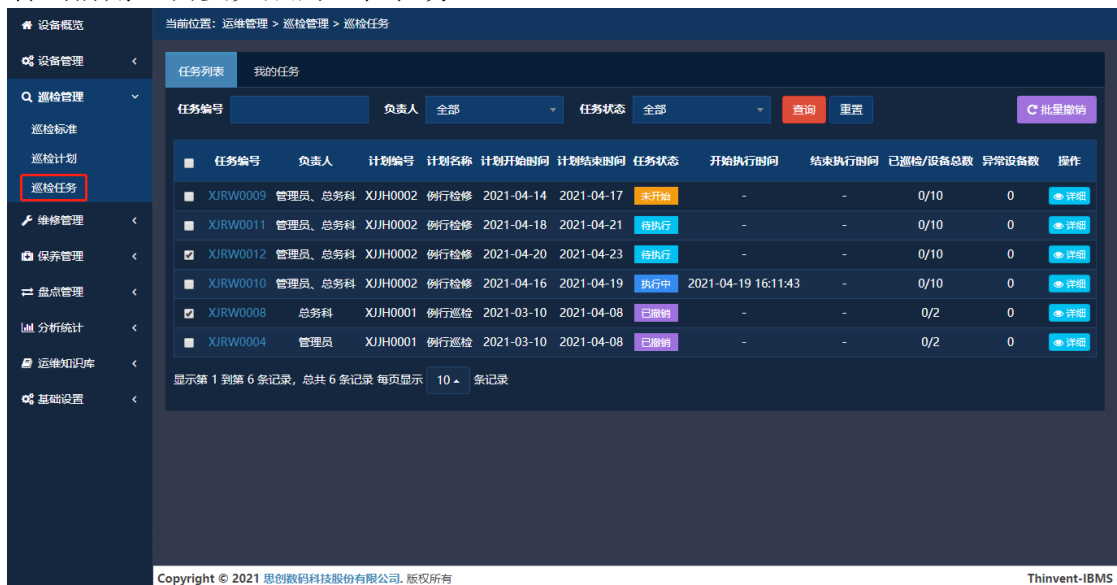 设备概览
当前位置：运维管理 > 巡检管理 > 巡检任务
设备管理
任务列表 我的任务
巡检管理
任务编号 负责人 全部 任务状态 全部 查询 重置 批量撤销
巡检标准
巡检计划
巡检任务
任务编号 负责人 计划编号 计划名称 计划开始时间 计划结束时间 任务状态 开始执行时间 结束执行时间 已巡检/设备总数 异常设备数 操作
XJRW0009 管理员、总务科 XJJH0002 例行检修 2021-04-14 2021-04-17 未开始 - - 0/10 0 详细
XJRW0011 管理员、总务科 XJJH0002 例行检修 2021-04-18 2021-04-21 待执行 - - 0/10 0 详细
XJRW0012 管理员、总务科 XJJH0002 例行检修 2021-04-20 2021-04-23 待执行 - - 0/10 0 详细
XJRW0010 管理员、总务科 XJJH0002 例行检修 2021-04-16 2021-04-19 执行中 2021-04-19 16:11:43 - 0/10 0 详细
XJRW0008 总务科 XJJH0001 例行巡检 2021-03-10 2021-04-08 已撤销 - - 0/2 0 详细
XJRW0004 管理员 XJJH0001 例行巡检 2021-03-10 2021-04-08 已撤销 - - 0/2 0 详细
维修管理
保养管理
盘点管理
分析统计
运维知识库
基础设置
显示第 1 到第 6 条记录，总共 6 条记录 每页显示 10 条记录
Copyright © 2021 思创数码科技股份有限公司. 版权所有
Thinvent-IBMS